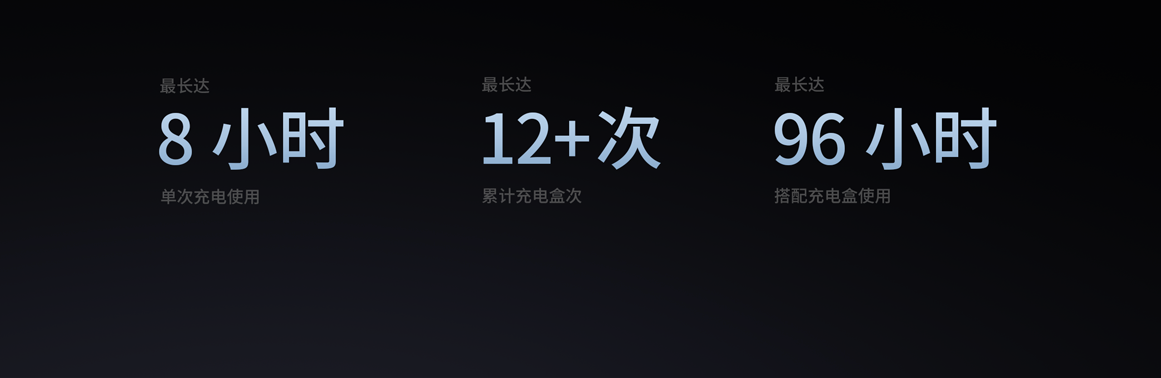 最长达
8 小时
单次充电使用
最长达
12+次
累计充电盒次
最长达
96 小时
搭配充电盒使用